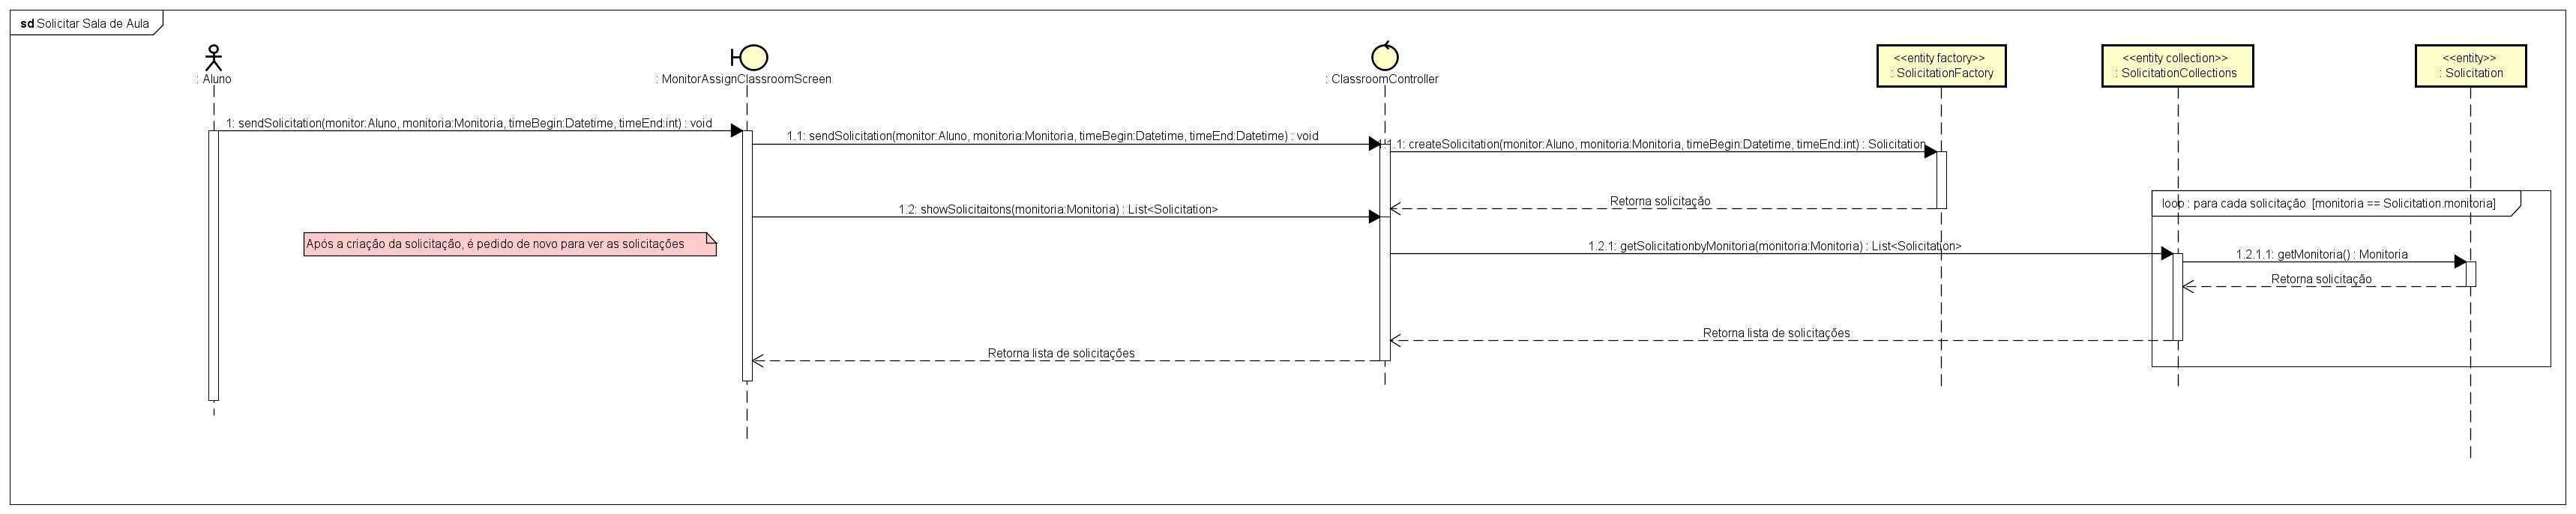 sd Solicitar Sala de Aula
: Aluno
: MonitorAssignClassroomScreen
: ClassroomController
<<entity factory>>
: SolicitationFactory
<<entity collection>>
: SolicitationCollections
<<entity>>
: Solicitation
1: sendSolicitation(monitor:Aluno, monitoria:Monitoria, timeBegin:Datetime, timeEnd:int) : void
1.1: sendSolicitation(monitor:Aluno, monitoria:Monitoria, timeBegin:Datetime, timeEnd:Datetime) : void
1.1: createSolicitation(monitor:Aluno, monitoria:Monitoria, timeBegin:Datetime, timeEnd:int) : Solicitation
Retorna solicitação
1.2: showSolicitaitons(monitoria:Monitoria) : List<Solicitation>
loop : para cada solicitação [monitoria == Solicitation.monitoria]
Após a criação da solicitação, é pedido de novo para ver as solicitações
1.2.1: getSolicitationbyMonitoria(monitoria:Monitoria) : List<Solicitation>
1.2.1.1: getMonitoria() : Monitoria
Retorna solicitação
Retorna lista de solicitações
Retorna lista de solicitações